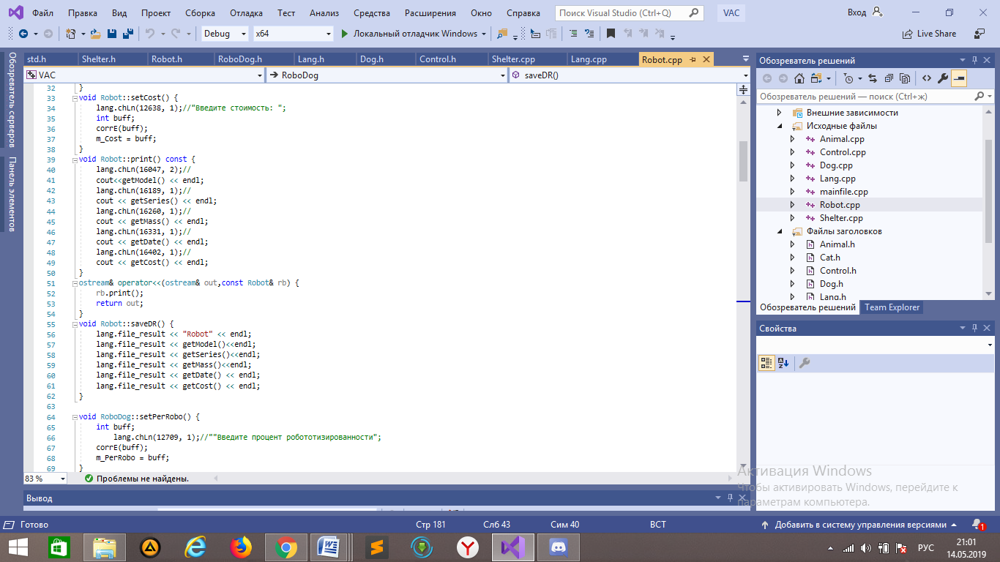 Файл Правка Вид Проект Сборка Отладка Тест Анализ Средства Расширения Окно Справка Поиск Visual Studio (Ctrl+Q) VAC Вход
Debug x64 Локальный отладчик Windows Live Share
Обозреватель серверов
Панель элементов
std.h Shelter.h Robot.h RoboDog.h Lang.h Dog.h Control.h Shelter.cpp Lang.cpp Robot.cpp
VAC RoboDog saveDR()
32 }
33 void Robot::setCost() {
34 lang.chLn(12638, 1);//"Введите стоимость: ";
35 int buff;
36 corrE(buff);
37 m_Cost = buff;
38 }
39 void Robot::print() const {
40 lang.chLn(16047, 2);//
41 cout<<getModel() << endl;
42 lang.chLn(16189, 1);//
43 cout << getSeries() << endl;
44 lang.chLn(16260, 1);//
45 cout << getMass() << endl;
46 lang.chLn(16331, 1);//
47 cout << getDate() << endl;
48 lang.chLn(16402, 1);//
49 cout << getCost() << endl;
50 }
51 ostream& operator<<(ostream& out,const Robot& rb) {
52 rb.print();
53 return out;
54 }
55 void Robot::saveDR() {
56 lang.file_result << "Robot" << endl;
57 lang.file_result << getModel()<<endl;
58 lang.file_result << getSeries()<<endl;
59 lang.file_result << getMass()<<endl;
60 lang.file_result << getDate() << endl;
61 lang.file_result << getCost() << endl;
62 }
63
64 void RoboDog::setPerRobo() {
65 int buff;
66 lang.chLn(12709, 1);//""Введите процент робототизированности";
67 corrE(buff);
68 m_PerRobo = buff;
69 }
83 % Проблемы не найдены.
Вывод
Обозреватель решений
Обозреватель решений — поиск (Ctrl+ж)
Внешние зависимости
Исходные файлы
Animal.cpp
Control.cpp
Dog.cpp
Lang.cpp
mainfile.cpp
Robot.cpp
Shelter.cpp
Файлы заголовков
Animal.h
Cat.h
Control.h
Dog.h
Lang.h
Обозреватель решений Team Explorer
Свойства
Активация Windows
Чтобы активировать Windows, перейдите к
параметрам компьютера.
Готово Стр 181 Слб 43 Сим 40 ВСТ Добавить в систему управления версиями 1
РУС 21:01
14.05.2019